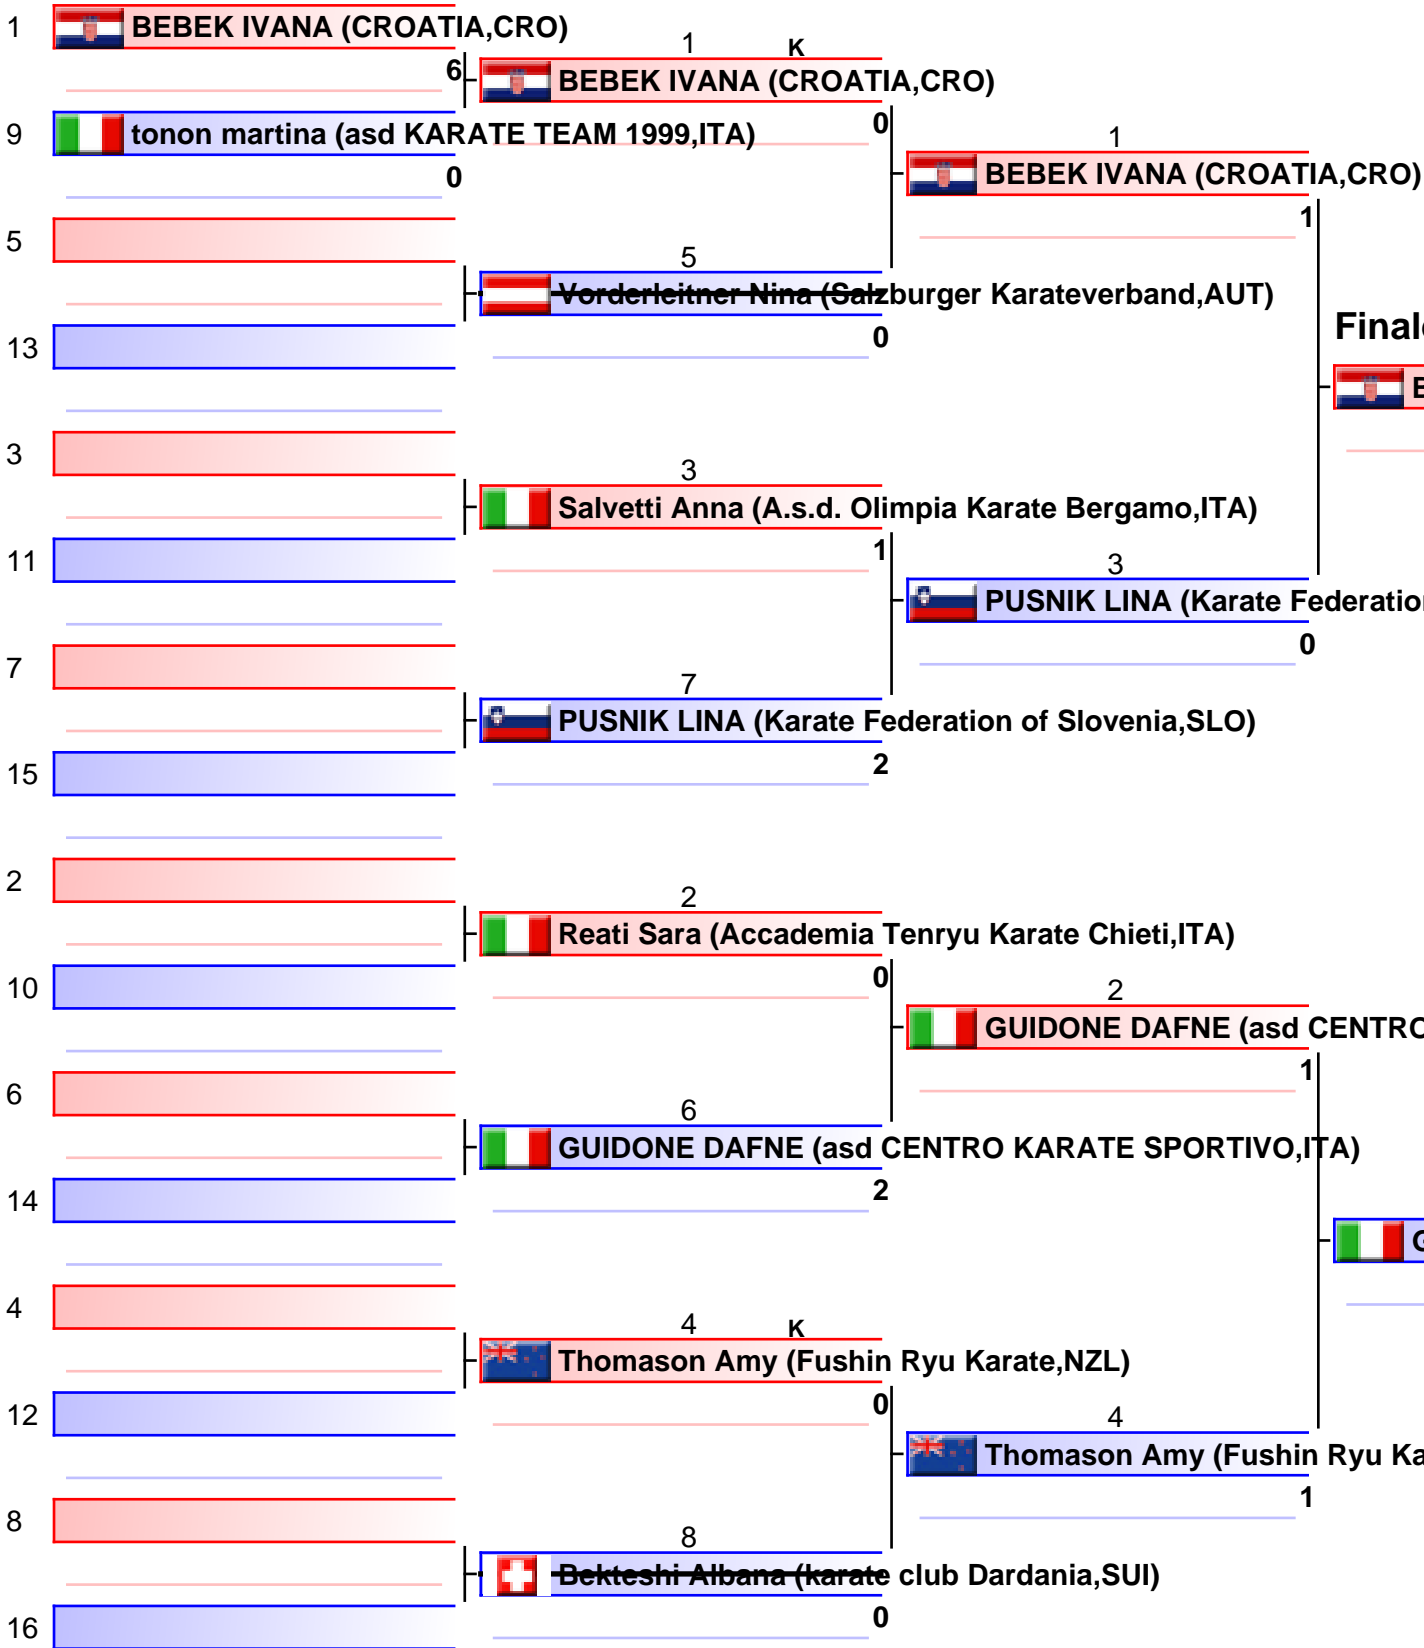 1 BEBEK IVANA (CROATIA,CRO)
6
9 tonon martina (asd KARATE TEAM 1999,ITA)
0
5
13
3
11
7
15
2
10
6
14
4
12
8
16
1 K
BEBEK IVANA (CROATIA,CRO)
0
5
Vorderleitner Nina (Salzburger Karateverband,AUT)
0
3
Salvetti Anna (A.s.d. Olimpia Karate Bergamo,ITA)
1
7
PUSNIK LINA (Karate Federation of Slovenia,SLO)
2
2
Reati Sara (Accademia Tenryu Karate Chieti,ITA)
0
6
GUIDONE DAFNE (asd CENTRO KARATE SPORTIVO,ITA)
2
4 K
Thomason Amy (Fushin Ryu Karate,NZL)
0
8
Bekteshi Albana (karate club Dardania,SUI)
0
1
BEBEK IVANA (CROATIA,CRO)
1
3
PUSNIK LINA (Karate Federation
0
2
GUIDONE DAFNE (asd CENTRO
1
4
Thomason Amy (Fushin Ryu Ka
1
Finale
B
G